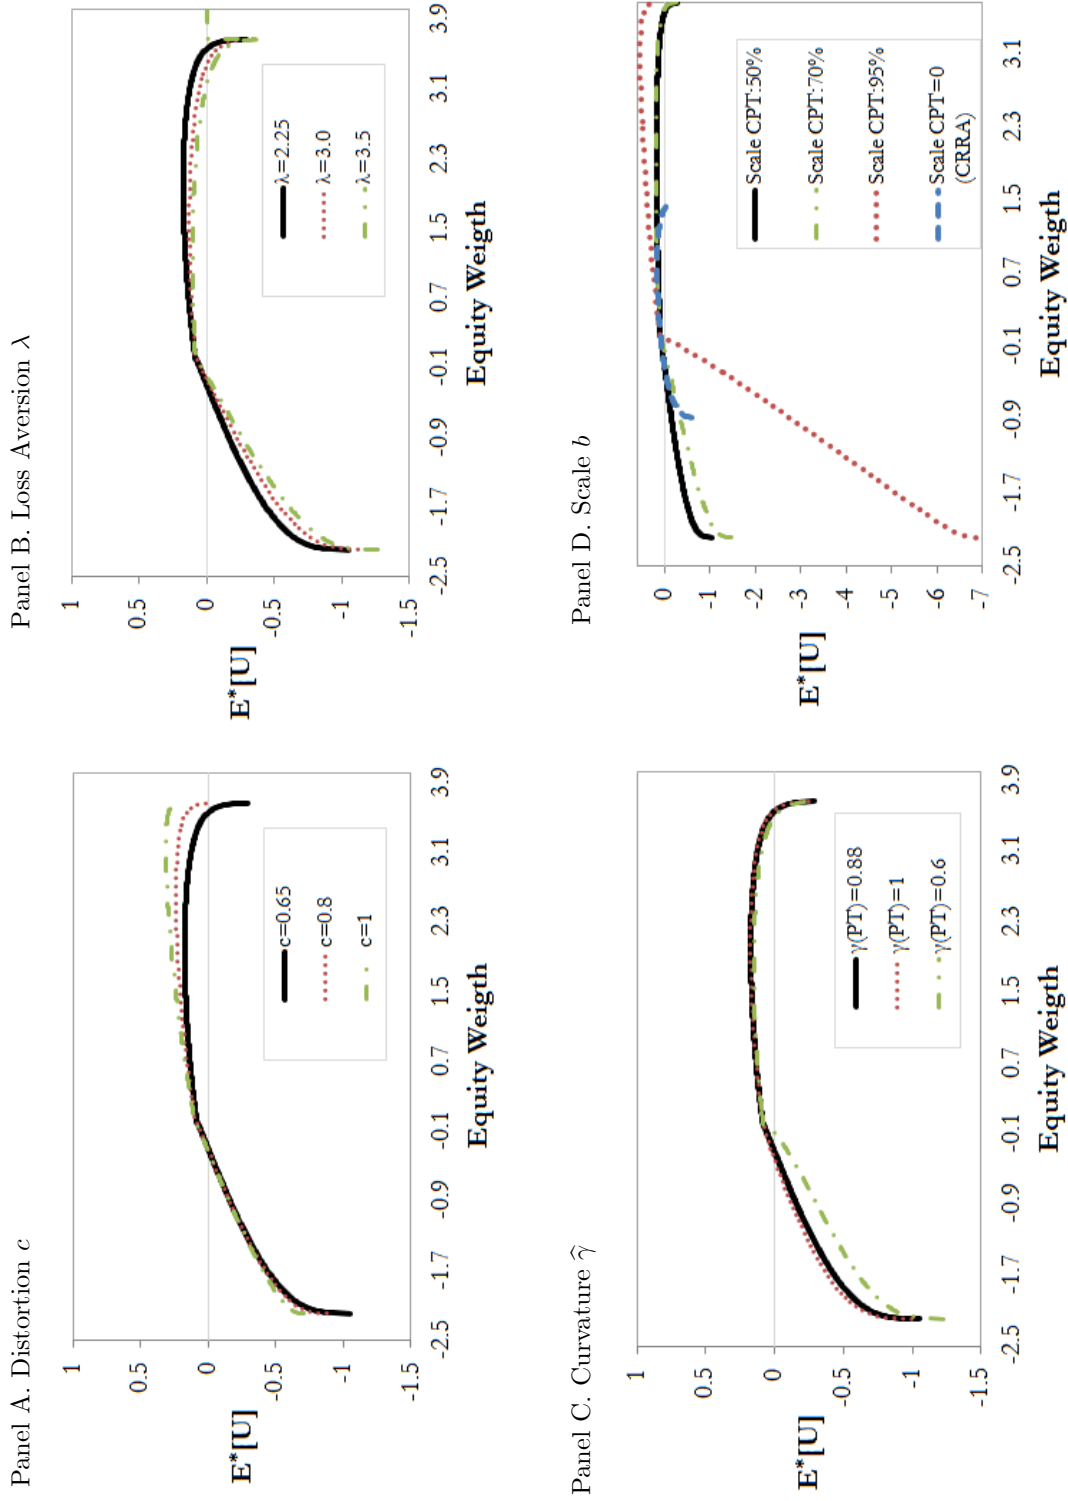 Panel A. Distortion c
E*[U]
1
0.5
0
-0.5
-1
-1.5
-2.5
-1.7
-0.9
-0.1
0.7
1.5
2.3
3.1
3.9
Equity Weigth
c=0.65
c=0.8
c=1
Panel B. Loss Aversion λ
E*[U]
1
0.5
0
-0.5
-1
-1.5
-2.5
-1.7
-0.9
-0.1
0.7
1.5
2.3
3.1
3.9
Equity Weigth
λ=2.25
λ=3.0
λ=3.5
Panel C. Curvature γ̂
E*[U]
1
0.5
0
-0.5
-1
-1.5
-2.5
-1.7
-0.9
-0.1
0.7
1.5
2.3
3.1
3.9
Equity Weigth
γ(PT)=0.88
γ(PT)=1
γ(PT)=0.6
Panel D. Scale b
E*[U]
0
-1
-2
-3
-4
-5
-6
-7
-2.5
-1.7
-0.9
-0.1
0.7
1.5
2.3
3.1
Equity Weigth
Scale CPT:50%
Scale CPT:70%
Scale CPT:95%
Scale CPT=0
(CRRA)